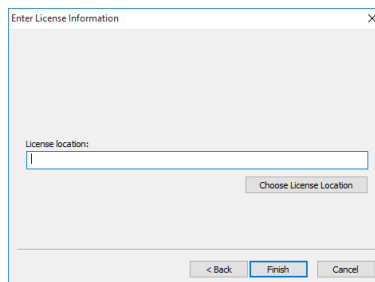 Enter License Information
License location:
Choose License Location
< Back Finish Cancel